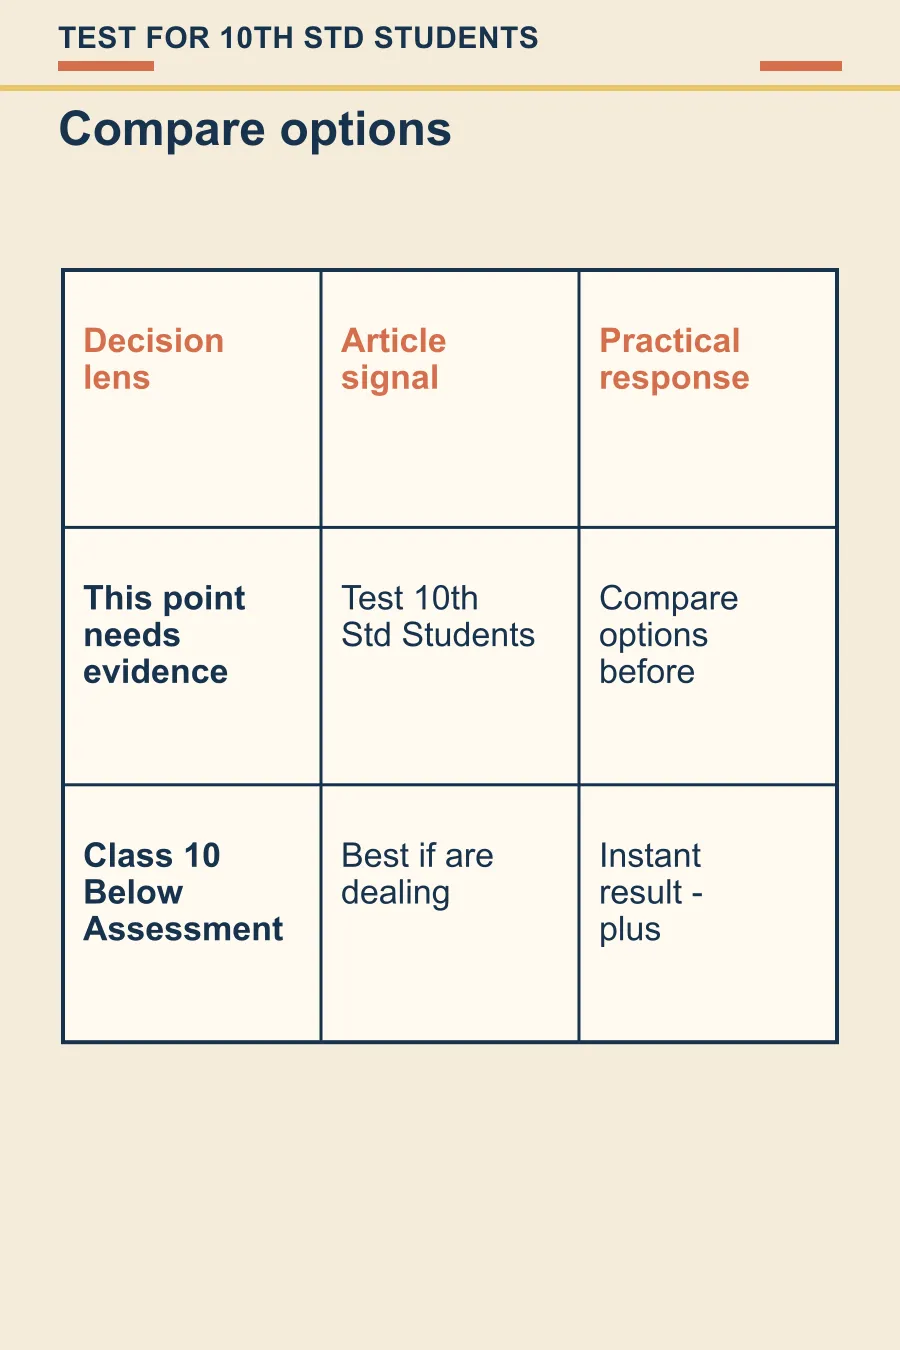 TEST FOR 10TH STD STUDENTS
Compare options
Decision
lens
Article
signal
Practical
response
This point
needs
evidence
Test 10th
Std Students
Compare
options
before
Class 10
Below
Assessment
Best if are
dealing
Instant
result -
plus